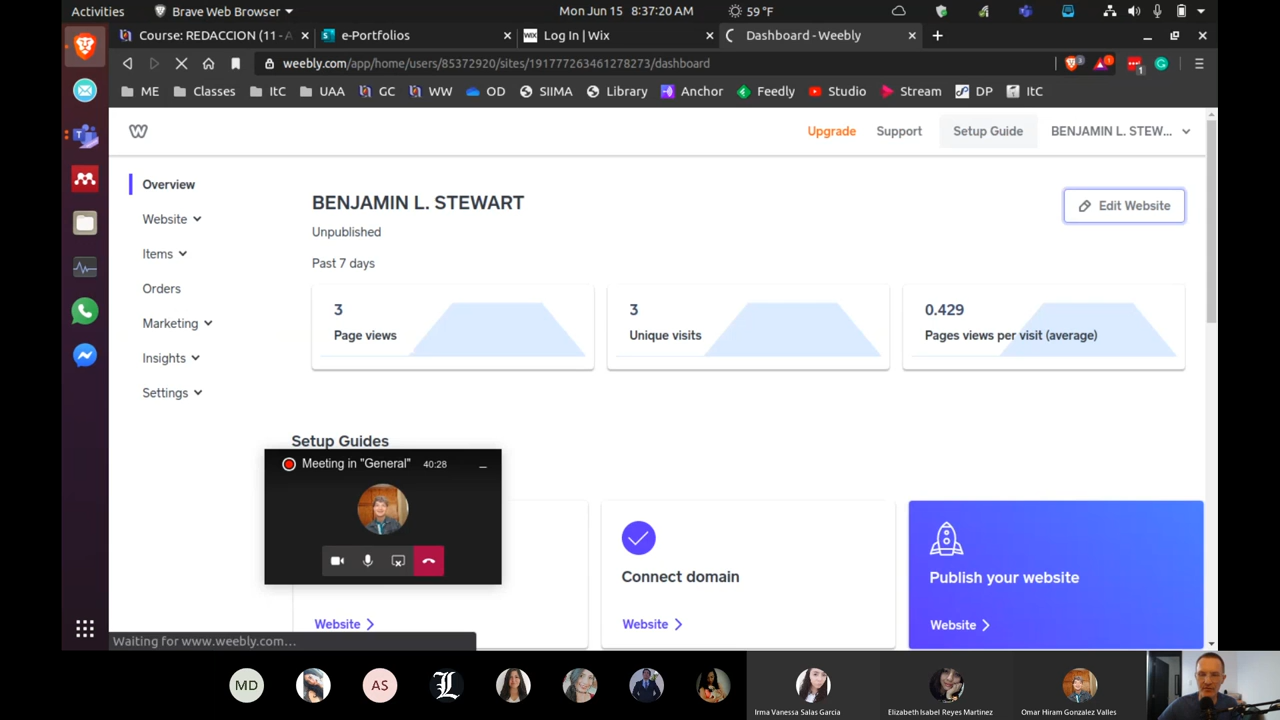 Activities
Brave Web Browser
Mon Jun 15 8:37:20 AM
59 °F
Course: REDACCION (11 - A
e-Portfolios
WIX Log In | Wix
Dashboard - Weebly
weebly.com/app/home/users/85372920/sites/191777263461278273/dashboard
3
1
1
ME
Classes
ItC
UAA
GC
WW
OD
SIIMA
Library
Anchor
Feedly
Studio
Stream
DP
ItC
Upgrade
Support
Setup Guide
BENJAMIN L. STEW...
Overview
Website
Items
Orders
Marketing
Insights
Settings
BENJAMIN L. STEWART
Edit Website
Unpublished
Past 7 days
3
Page views
3
Unique visits
0.429
Pages views per visit (average)
Setup Guides
Meeting in "General" 40:28
Connect domain
Publish your website
Website
Website
Website
Waiting for www.weebly.com...
MD
AS
L
Irma Vanessa Salas Garcia
Elizabeth Isabel Reyes Martinez
Omar Hiram Gonzalez Valles